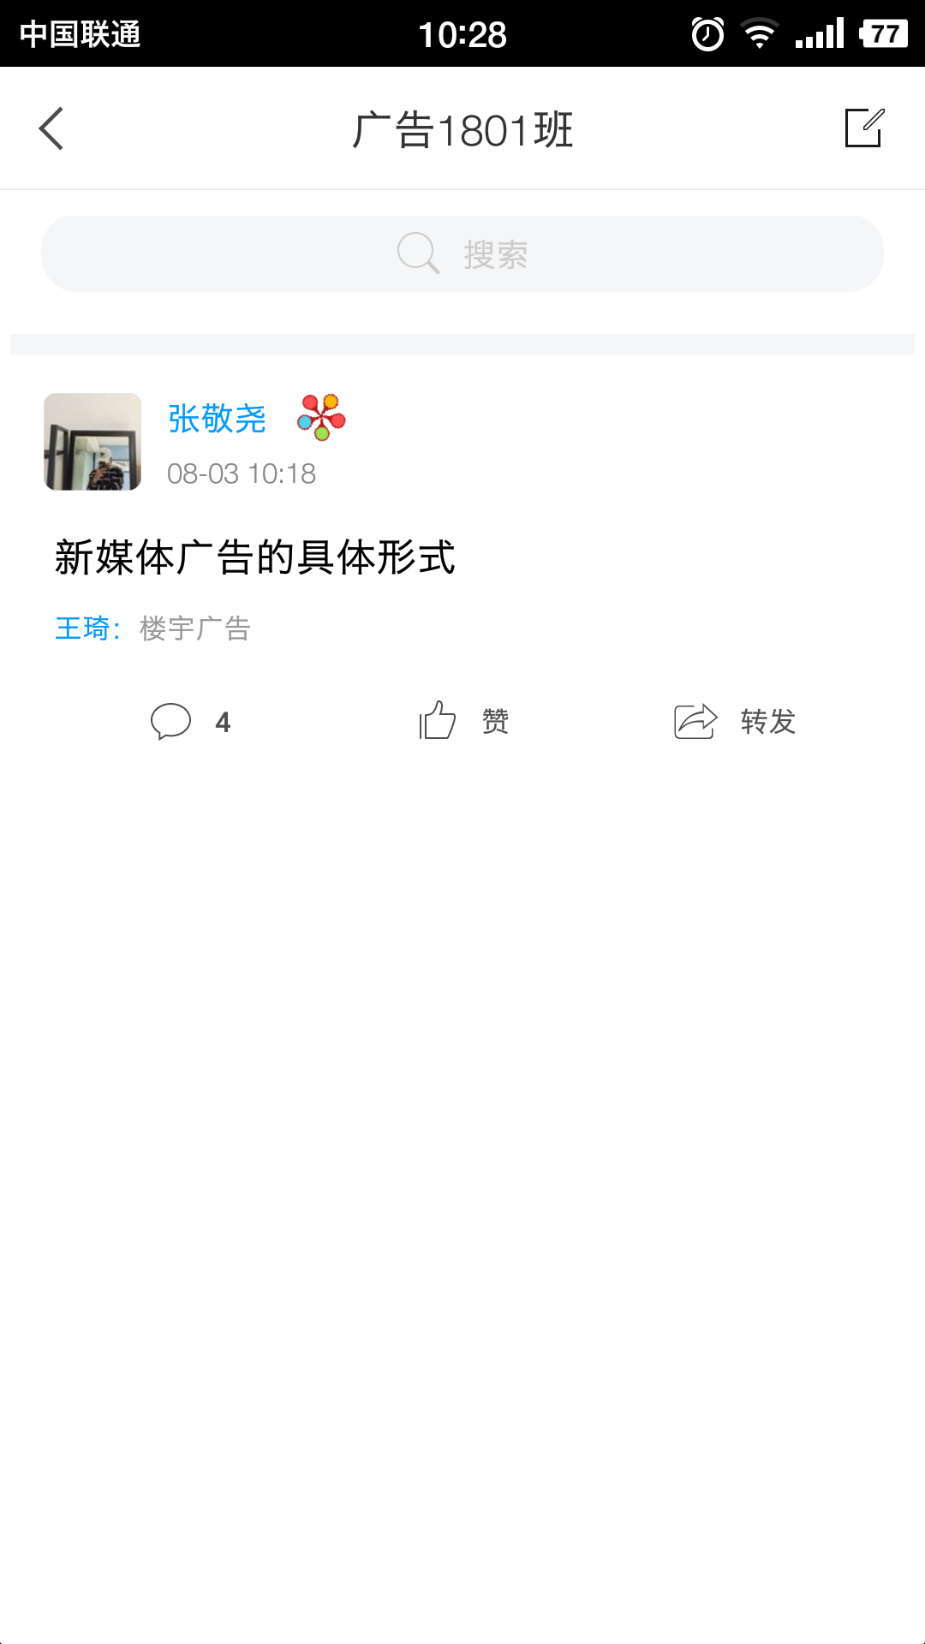 中国联通 10:28 77
广告1801班
搜索
张敬尧
08-03 10:18
新媒体广告的具体形式
王琦： 楼宇广告
4 赞 转发